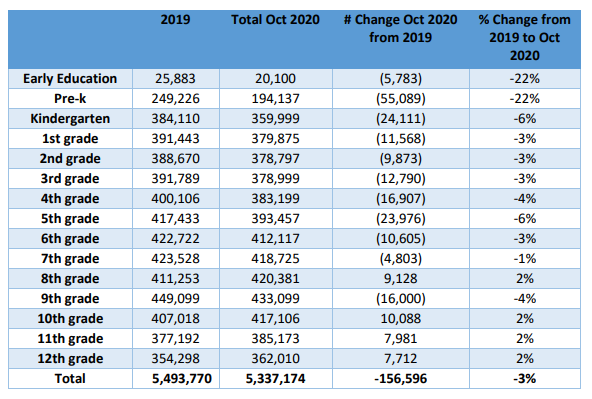 2019 Total Oct 2020 # Change Oct 2020 from 2019 % Change from 2019 to Oct 2020
Early Education 25,883 20,100 (5,783) -22%
Pre-k 249,226 194,137 (55,089) -22%
Kindergarten 384,110 359,999 (24,111) -6%
1st grade 391,443 379,875 (11,568) -3%
2nd grade 388,670 378,797 (9,873) -3%
3rd grade 391,789 378,999 (12,790) -3%
4th grade 400,106 383,199 (16,907) -4%
5th grade 417,433 393,457 (23,976) -6%
6th grade 422,722 412,117 (10,605) -3%
7th grade 423,528 418,725 (4,803) -1%
8th grade 411,253 420,381 9,128 2%
9th grade 449,099 433,099 (16,000) -4%
10th grade 407,018 417,106 10,088 2%
11th grade 377,192 385,173 7,981 2%
12th grade 354,298 362,010 7,712 2%
Total 5,493,770 5,337,174 -156,596 -3%